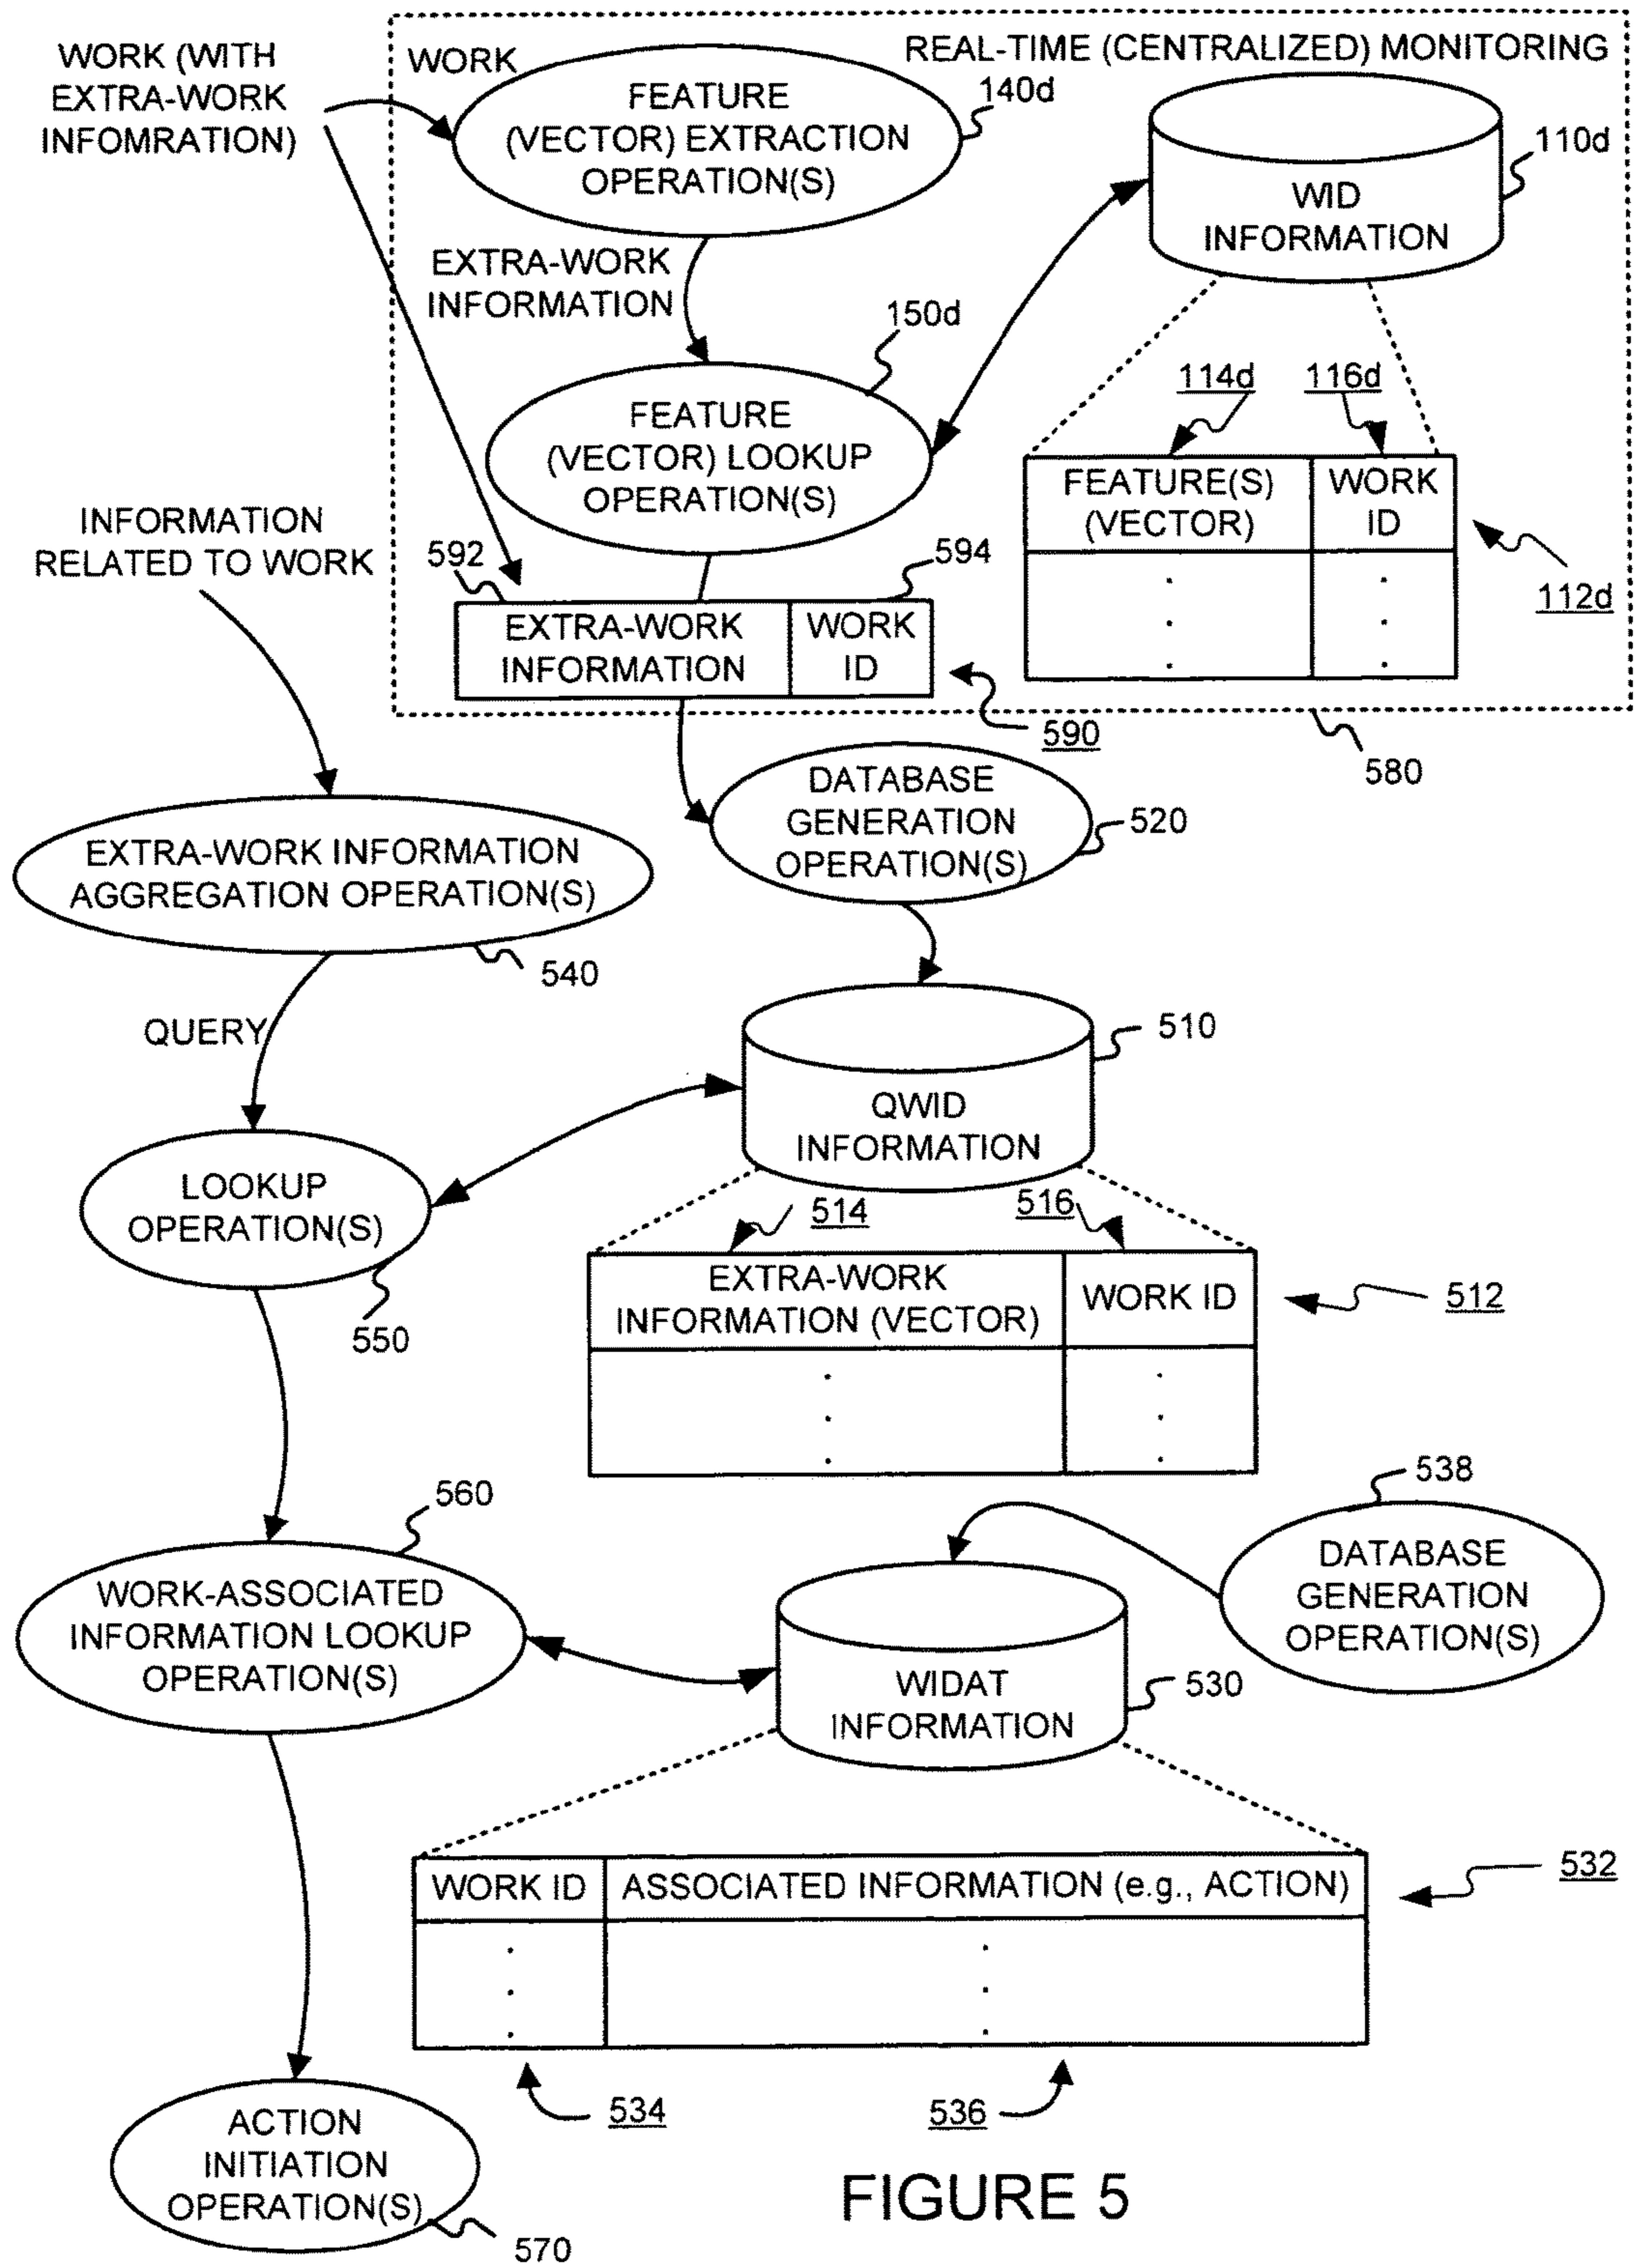 WORK (WITH
EXTRA-WORK
INFOMRATION)
WORK
REAL-TIME (CENTRALIZED) MONITORING
FEATURE
(VECTOR) EXTRACTION
OPERATION(S)
140d
110d
WID
INFORMATION
EXTRA-WORK
INFORMATION
150d
FEATURE
(VECTOR) LOOKUP
OPERATION(S)
114d
116d
FEATURE(S)
(VECTOR)
WORK
ID
112d
INFORMATION
RELATED TO WORK
592
594
EXTRA-WORK
INFORMATION
WORK
ID
590
580
DATABASE
GENERATION
OPERATION(S)
520
EXTRA-WORK INFORMATION
AGGREGATION OPERATION(S)
540
QUERY
510
QWID
INFORMATION
LOOKUP
OPERATION(S)
550
514
516
EXTRA-WORK
INFORMATION (VECTOR)
WORK ID
512
538
DATABASE
GENERATION
OPERATION(S)
560
WORK-ASSOCIATED
INFORMATION LOOKUP
OPERATION(S)
WIDAT
INFORMATION
530
WORK ID
ASSOCIATED INFORMATION (e.g., ACTION)
532
534
536
ACTION
INITIATION
OPERATION(S)
570
FIGURE 5